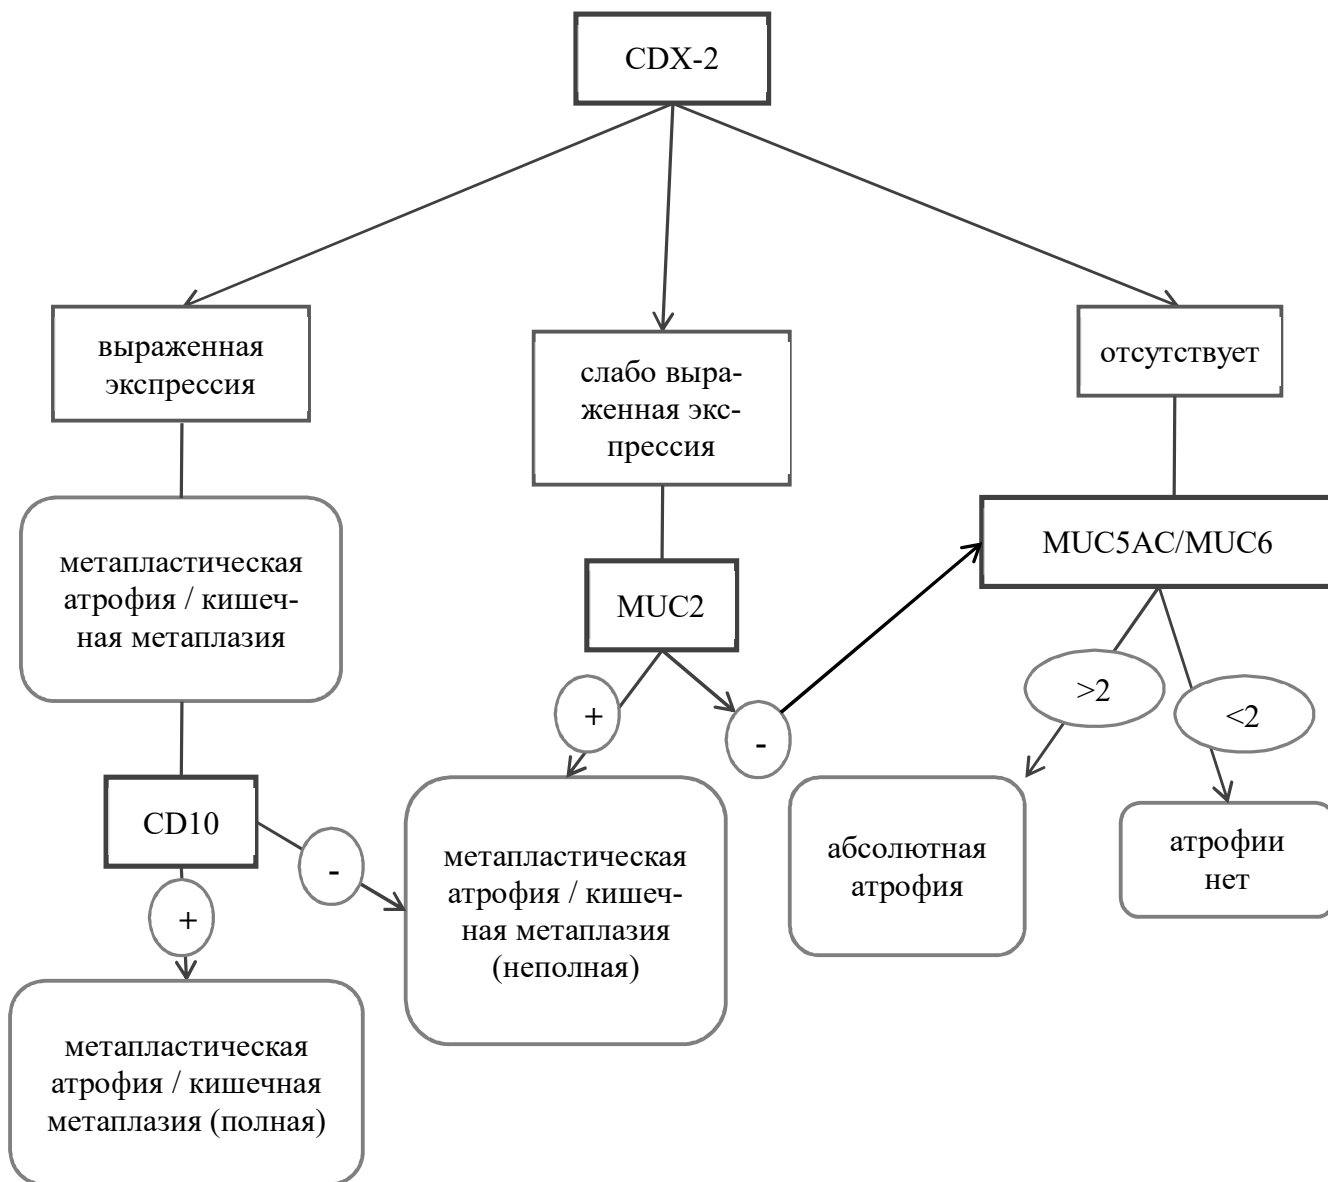 CDX-2
выраженная
экспрессия
слабо выра-
женная экс-
прессия
отсутствует
метапластическая
атрофия / кишеч-
ная метаплазия
MUC2
MUC5AC/MUC6
+
-
>2
<2
CD10
-
+
метапластическая
атрофия / кишеч-
ная метаплазия
(неполная)
абсолютная
атрофия
атрофии
нет
метапластическая
атрофия / кишечная
метаплазия (полная)